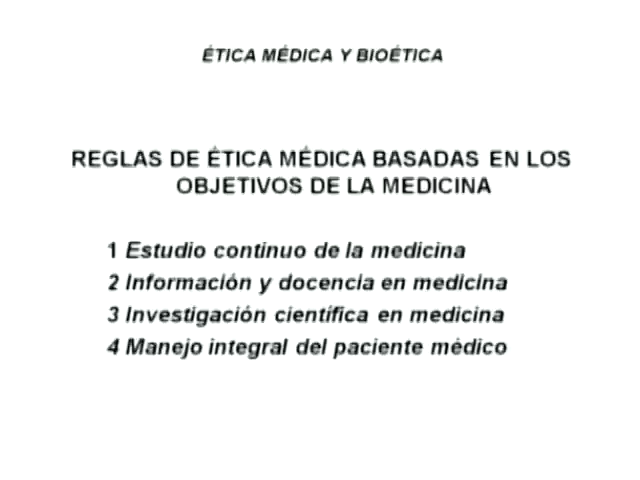 ÉTICA MÉDICA Y BIOÉTICA
REGLAS DE ÉTICA MÉDICA BASADAS EN LOS
OBJETIVOS DE LA MEDICINA
1 Estudio continuo de la medicina
2 Información y docencia en medicina
3 Investigación científica en medicina
4 Manejo integral del paciente médico